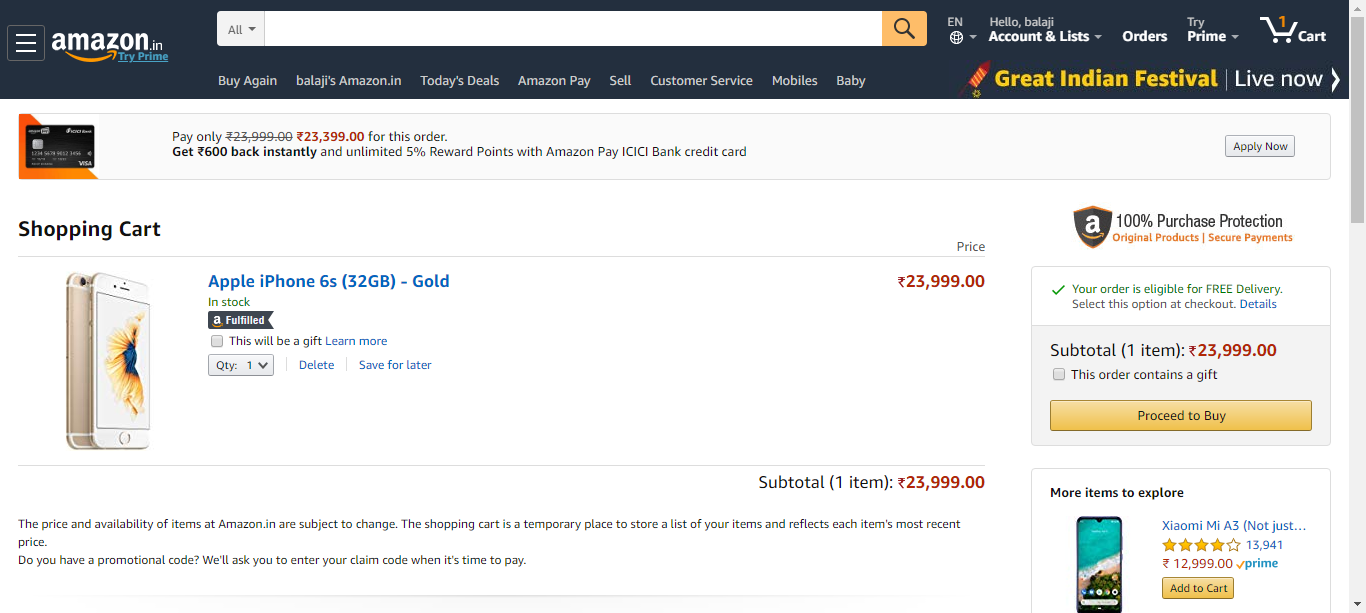 amazon.in
Try Prime
All
EN
Hello, balaji
Account & Lists
Orders
Try
Prime
1
Cart
Buy Again balaji's Amazon.in Today's Deals Amazon Pay Sell Customer Service Mobiles Baby
Great Indian Festival | Live now
Pay only ₹23,999.00 ₹23,399.00 for this order.
Get ₹600 back instantly and unlimited 5% Reward Points with Amazon Pay ICICI Bank credit card
Apply Now
ICICI Bank
VISA
Shopping Cart
Price
Apple iPhone 6s (32GB) - Gold
₹23,999.00
In stock
a Fulfilled
This will be a gift Learn more
Qty: 1 Delete Save for later
Subtotal (1 item): ₹23,999.00
The price and availability of items at Amazon.in are subject to change. The shopping cart is a temporary place to store a list of your items and reflects each item's most recent
price.
Do you have a promotional code? We'll ask you to enter your claim code when it's time to pay.
a 100% Purchase Protection
Original Products | Secure Payments
Your order is eligible for FREE Delivery.
Select this option at checkout. Details
Subtotal (1 item): ₹23,999.00
This order contains a gift
Proceed to Buy
More items to explore
Xiaomi Mi A3 (Not just…
13,941
₹ 12,999.00 prime
Add to Cart